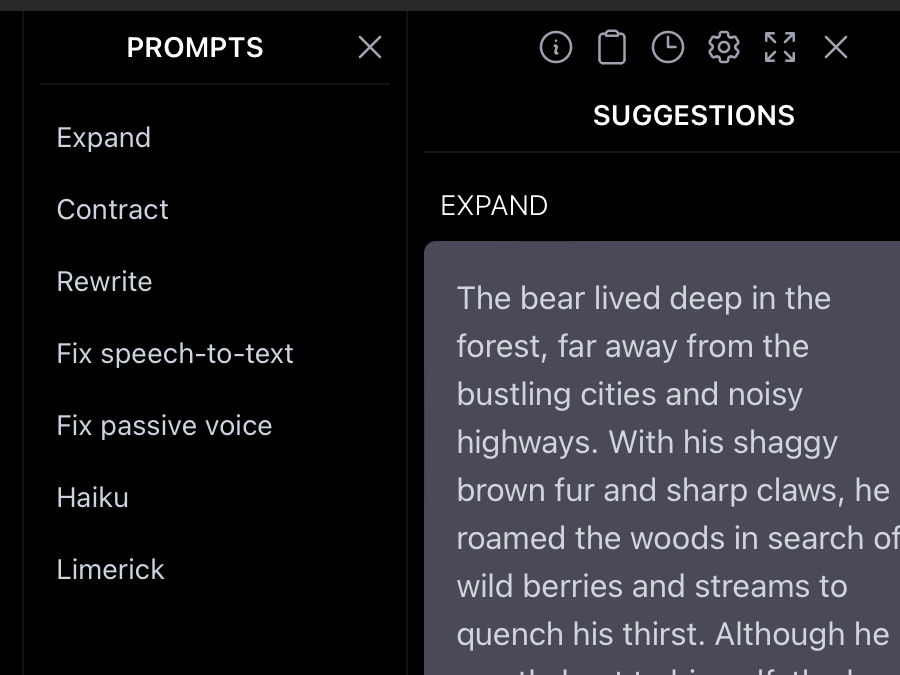 PROMPTS
Expand
Contract
Rewrite
Fix speech-to-text
Fix passive voice
Haiku
Limerick
SUGGESTIONS
EXPAND
The bear lived deep in the
forest, far away from the
bustling cities and noisy
highways. With his shaggy
brown fur and sharp claws, he
roamed the woods in search of
wild berries and streams to
quench his thirst. Although he